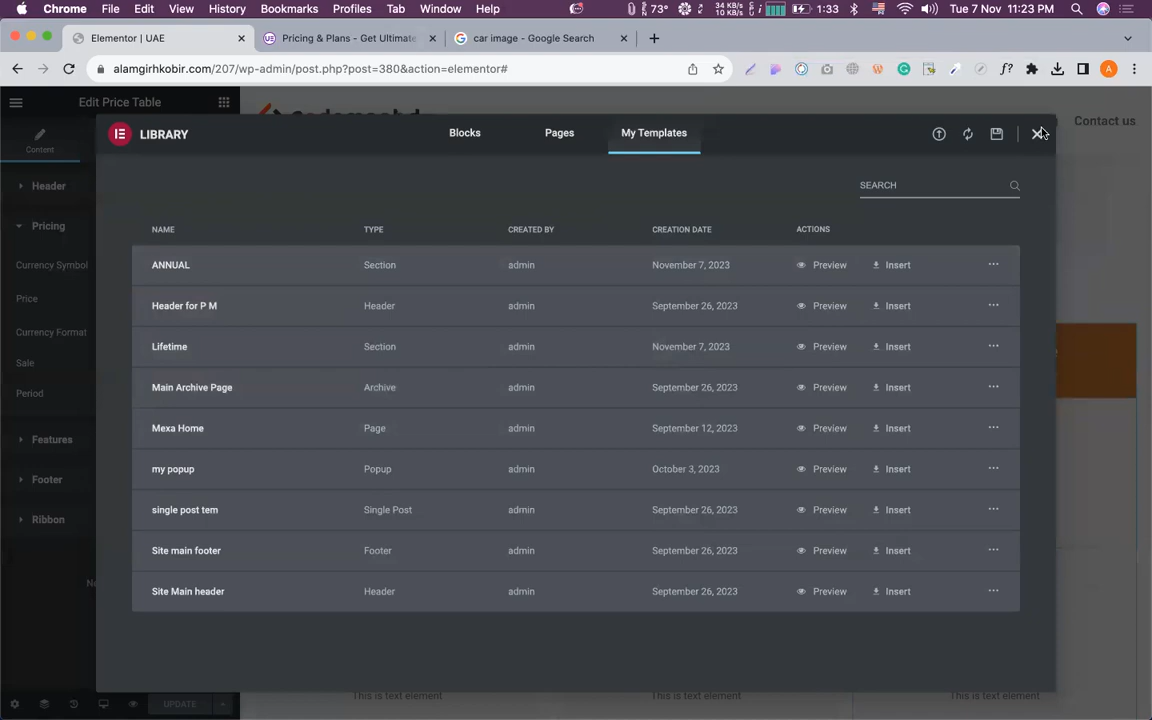 Chrome File Edit View History Bookmarks Profiles Tab Window Help 73° 34 KB/s 10 KB/s 1:33 Tue 7 Nov 11:23 PM
Elementor | UAE Pricing & Plans - Get Ultimate car image - Google Search
alamgirhkobir.com/207/wp-admin/post.php?post=380&action=elementor#
Edit Price Table
Contact us
LIBRARY Blocks Pages My Templates
Content
Header
SEARCH
Pricing
NAME TYPE CREATED BY CREATION DATE ACTIONS
Currency Symbol
ANNUAL Section admin November 7, 2023 Preview Insert
Price
Header for P M Header admin September 26, 2023 Preview Insert
Currency Format
Lifetime Section admin November 7, 2023 Preview Insert
Sale
Main Archive Page Archive admin September 26, 2023 Preview Insert
Period
Mexa Home Page admin September 12, 2023 Preview Insert
Features
my popup Popup admin October 3, 2023 Preview Insert
Footer
single post tem Single Post admin September 26, 2023 Preview Insert
Ribbon
Site main footer Footer admin September 26, 2023 Preview Insert
Site Main header Header admin September 26, 2023 Preview Insert
UPDATE
This is text element This is text element This is text element